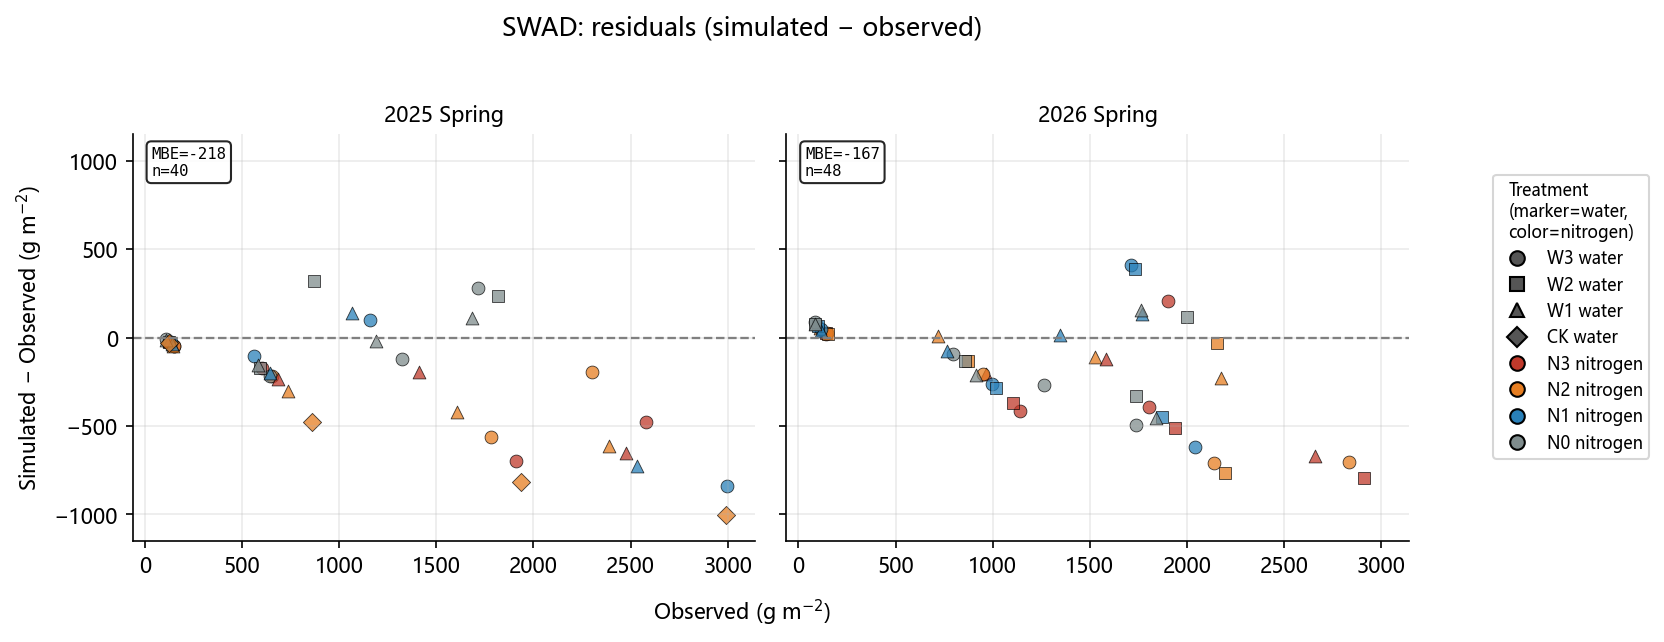 SWAD: residuals (simulated − observed)
2025 Spring
2026 Spring
MBE=-218
n=40
MBE=-167
n=48
Simulated − Observed (g m⁻²)
1000
500
0
−500
−1000
0 500 1000 1500 2000 2500 3000
0 500 1000 1500 2000 2500 3000
Observed (g m⁻²)
Treatment
(marker=water,
color=nitrogen)
W3 water
W2 water
W1 water
CK water
N3 nitrogen
N2 nitrogen
N1 nitrogen
N0 nitrogen